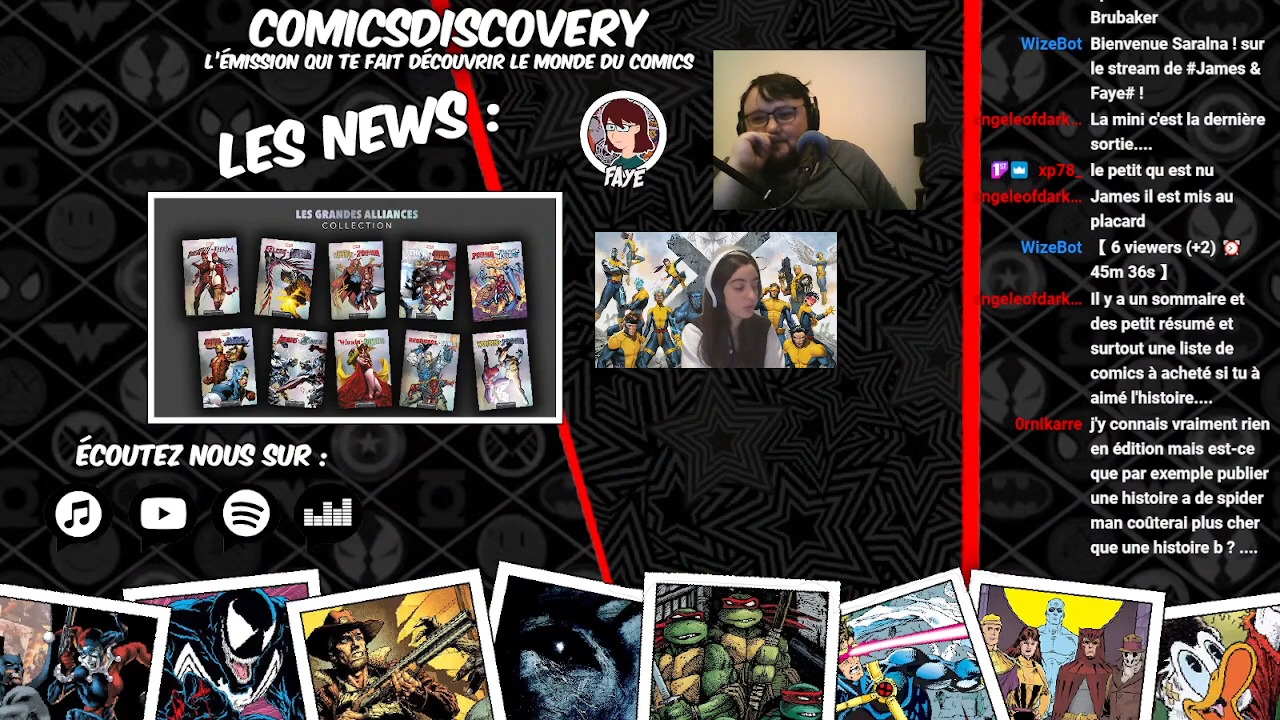 COMICSDISCOVERY
L'ÉMISSION QUI TE FAIT DÉCOUVRIR LE MONDE DU COMICS
LES NEWS :
FAYE
LES GRANDES ALLIANCES
COLLECTION
ÉCOUTEZ NOUS SUR :
Brubaker
WizeBot Bienvenue Saralna ! sur
le stream de #James &
Faye# !
ngeleofdark... La mini c'est la dernière
sortie....
1ST xp78_ le petit qu est nu
ngeleofdark... James il est mis au
placard
WizeBot 【 6 viewers (+2) ⏰
45m 36s 】
ngeleofdark... Il y a un sommaire et
des petit résumé et
surtout une liste de
comics à acheté si tu à
aimé l'histoire....
0rnikarre j'y connais vraiment rien
en édition mais est-ce
que par exemple publier
une histoire a de spider
man coûterai plus cher
que une histoire b ? ....